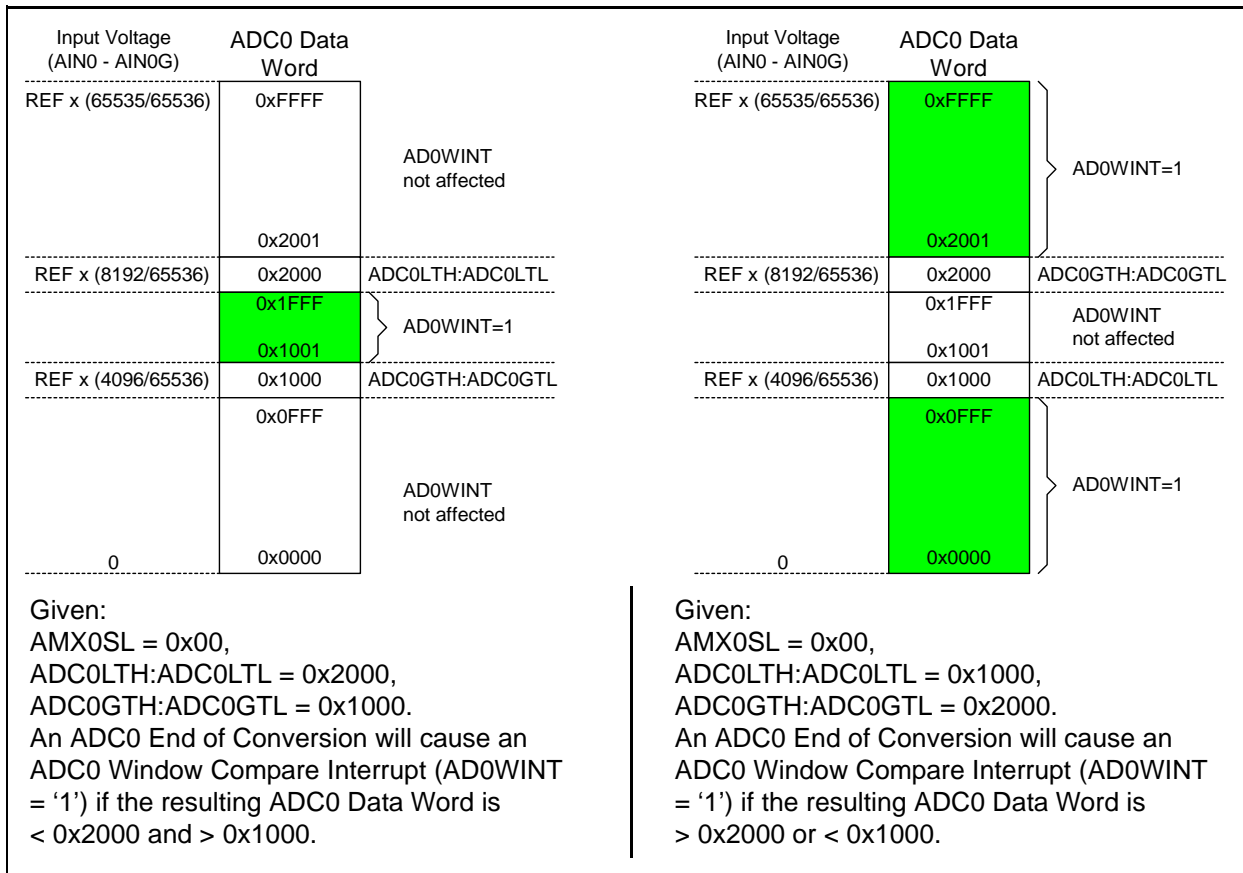 Input Voltage
(AIN0 - AIN0G)
ADC0 Data
Word
REF x (65535/65536)
0xFFFF
AD0WINT
not affected
0x2001
REF x (8192/65536)
0x2000
ADC0LTH:ADC0LTL
0x1FFF
AD0WINT=1
0x1001
REF x (4096/65536)
0x1000
ADC0GTH:ADC0GTL
0x0FFF
AD0WINT
not affected
0
0x0000
Given:
AMX0SL = 0x00,
ADC0LTH:ADC0LTL = 0x2000,
ADC0GTH:ADC0GTL = 0x1000.
An ADC0 End of Conversion will cause an
ADC0 Window Compare Interrupt (AD0WINT
= ‘1’) if the resulting ADC0 Data Word is
< 0x2000 and > 0x1000.
Input Voltage
(AIN0 - AIN0G)
ADC0 Data
Word
REF x (65535/65536)
0xFFFF
AD0WINT=1
0x2001
REF x (8192/65536)
0x2000
ADC0GTH:ADC0GTL
0x1FFF
AD0WINT
not affected
0x1001
REF x (4096/65536)
0x1000
ADC0LTH:ADC0LTL
0x0FFF
AD0WINT=1
0
0x0000
Given:
AMX0SL = 0x00,
ADC0LTH:ADC0LTL = 0x1000,
ADC0GTH:ADC0GTL = 0x2000.
An ADC0 End of Conversion will cause an
ADC0 Window Compare Interrupt (AD0WINT
= ‘1’) if the resulting ADC0 Data Word is
> 0x2000 or < 0x1000.